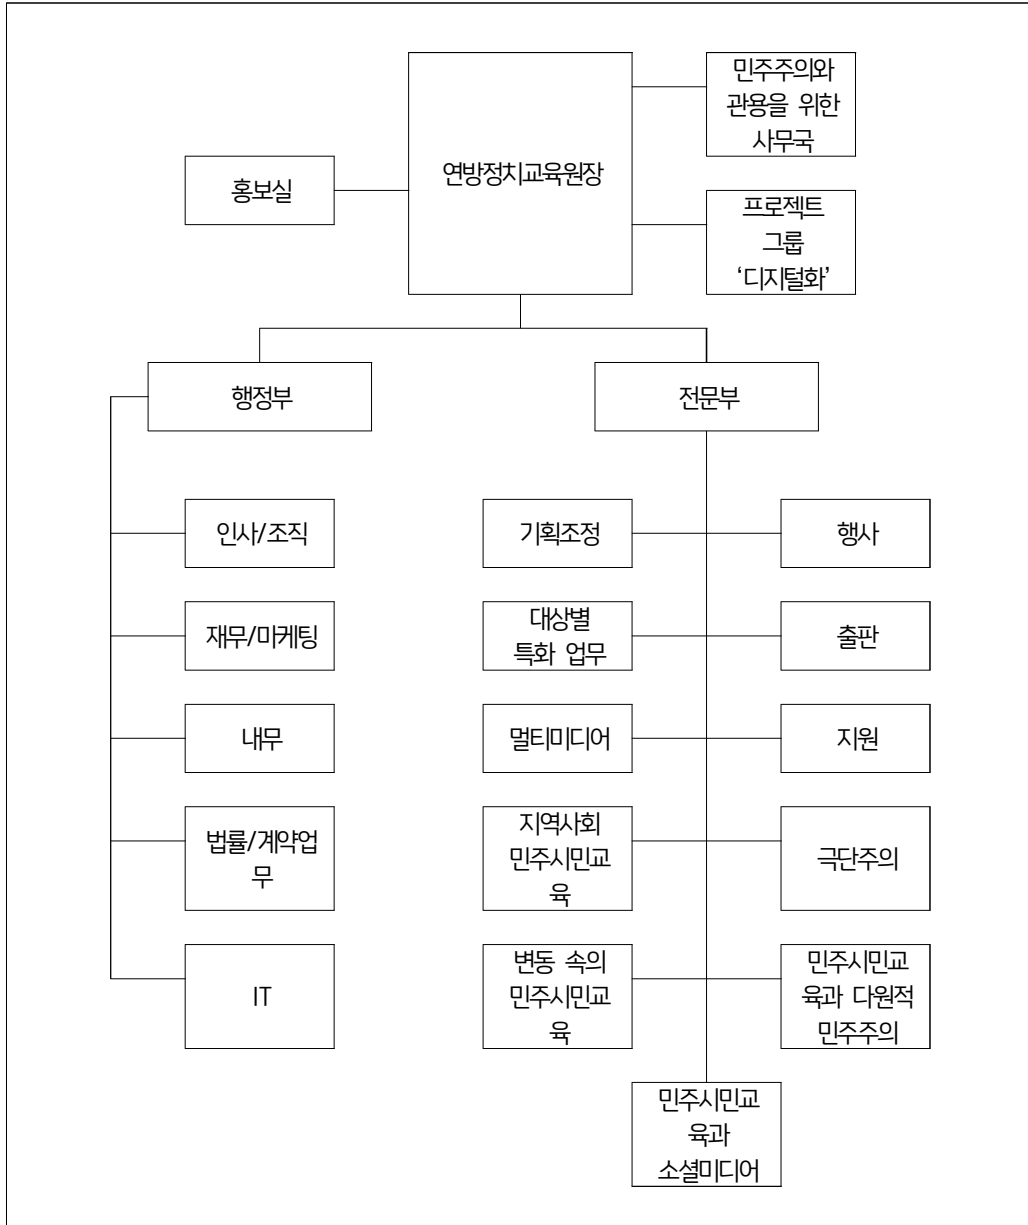 민주주의와
관용을 위한
사무국
연방정치교육원장
홍보실
프로젝트
그룹
‘디지털화’
행정부
전문부
인사/조직
기획조정
행사
재무/마케팅
대상별
특화 업무
출판
내무
멀티미디어
지원
법률/계약업
무
지역사회
민주시민교
육
극단주의
IT
변동 속의
민주시민교
육
민주시민교
육과 다원적
민주주의
민주시민교
육과
소셜미디어